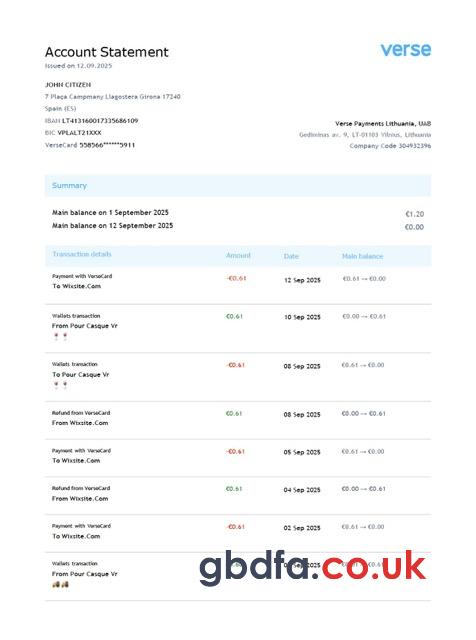 Account Statement
verse
Issued on 12.09.2025
JOHN CITIZEN
7 Plaça Campmany Llagostera Girona 17240
Spain (ES)
IBAN LT413160017335686109
BIC VPLALT21XXX
VerseCard 558566******5911
Verse Payments Lithuania, UAB
Gediminas av. 9, LT-01103 Vilnius, Lithuania
Company Code 304932396
Summary
Main balance on 1 September 2025 €1.20
Main balance on 12 September 2025 €0.00
Transaction details Amount Date Main balance
Payment with VerseCard
To Wixsite.Com -€0.61 12 Sep 2025 €0.61 → €0.00
Wallets transaction
From Pour Casque Vr €0.61 10 Sep 2025 €0.00 → €0.61
🍷 🍷
Wallets transaction
To Pour Casque Vr -€0.61 08 Sep 2025 €0.61 → €0.00
🍷 🍷
Refund from VerseCard
From Wixsite.Com €0.61 08 Sep 2025 €0.00 → €0.61
Payment with VerseCard
To Wixsite.Com -€0.61 05 Sep 2025 €0.61 → €0.00
Refund from VerseCard
From Wixsite.Com €0.61 04 Sep 2025 €0.00 → €0.61
Payment with VerseCard
To Wixsite.Com -€0.61 02 Sep 2025 €0.61 → €0.00
Wallets transaction
From Pour Casque Vr
gbdfa.co.uk